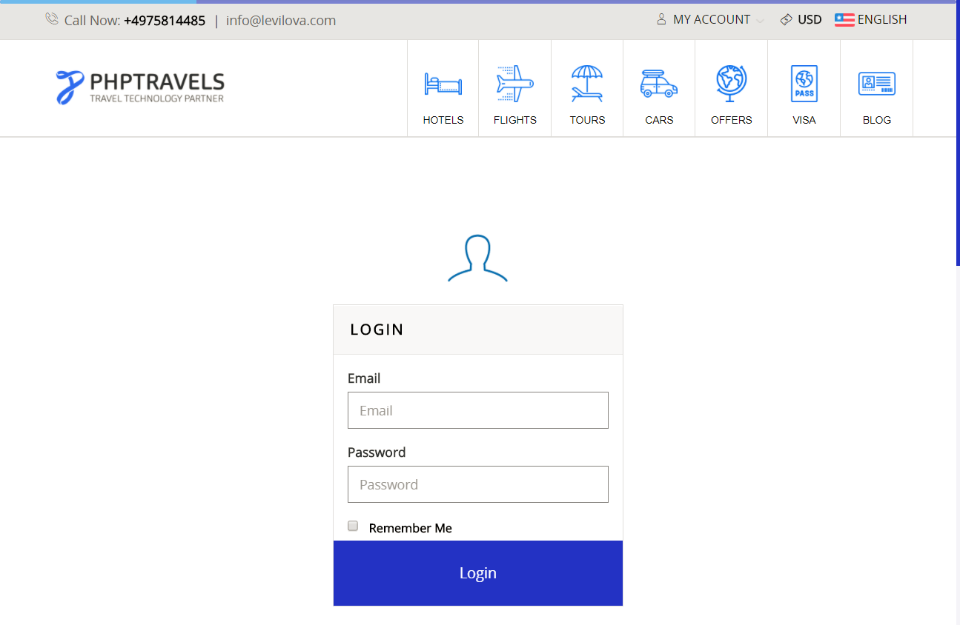 Call Now: +4975814485 | info@levilova.com MY ACCOUNT USD ENGLISH
PHPTRAVELS
TRAVEL TECHNOLOGY PARTNER
HOTELS FLIGHTS TOURS CARS OFFERS VISA BLOG
PASS
LOGIN
Email
Email
Password
Password
Remember Me
Login